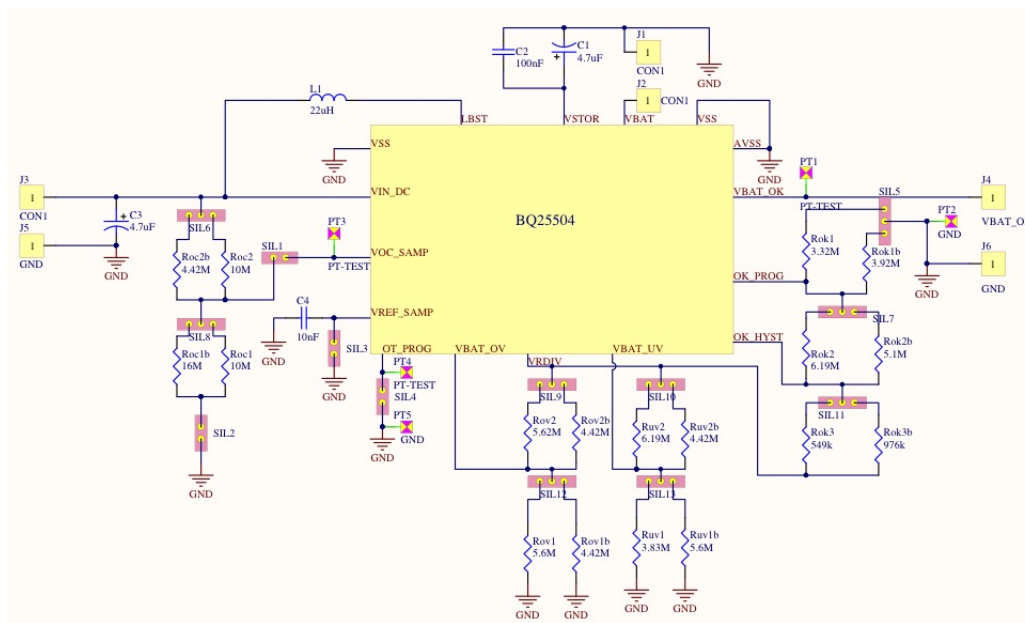 J1
1
CON1
GND
C2
100nF
C1
4.7uF
J2
1
CON1
L1
22uH
LBST
VSTOR
VBAT
VSS
VSS
GND
AVSS
GND
J3
1
CON1
J5
1
GND
C3
4.7uF
GND
VIN_DC
BQ25504
VBAT_OK
PT1
PT-TEST
SIL5
J4
1
VBAT_O
PT2
GND
J6
1
GND
GND
SIL6
Roc2b
4.42M
Roc2
10M
SIL1
PT3
PT-TEST
VOC_SAMP
Rok1
3.32M
Rok1b
3.92M
OK_PROG
SIL7
SIL8
Roc1b
16M
Roc1
10M
C4
10nF
GND
VREF_SAMP
SIL3
GND
OK_HYST
Rok2
6.19M
Rok2b
5.1M
OT_PROG
VBAT_OV
VRDIV
VBAT_UV
PT4
PT-TEST
SIL4
PT5
GND
GND
SIL9
SIL10
SIL11
Rov2
5.62M
Rov2b
4.42M
Ruv2
6.19M
Ruv2b
4.42M
Rok3
549k
Rok3b
976k
SIL2
GND
SIL12
SIL13
Rov1
5.6M
Rov1b
4.42M
Ruv1
3.83M
Ruv1b
5.6M
GND
GND
GND
GND